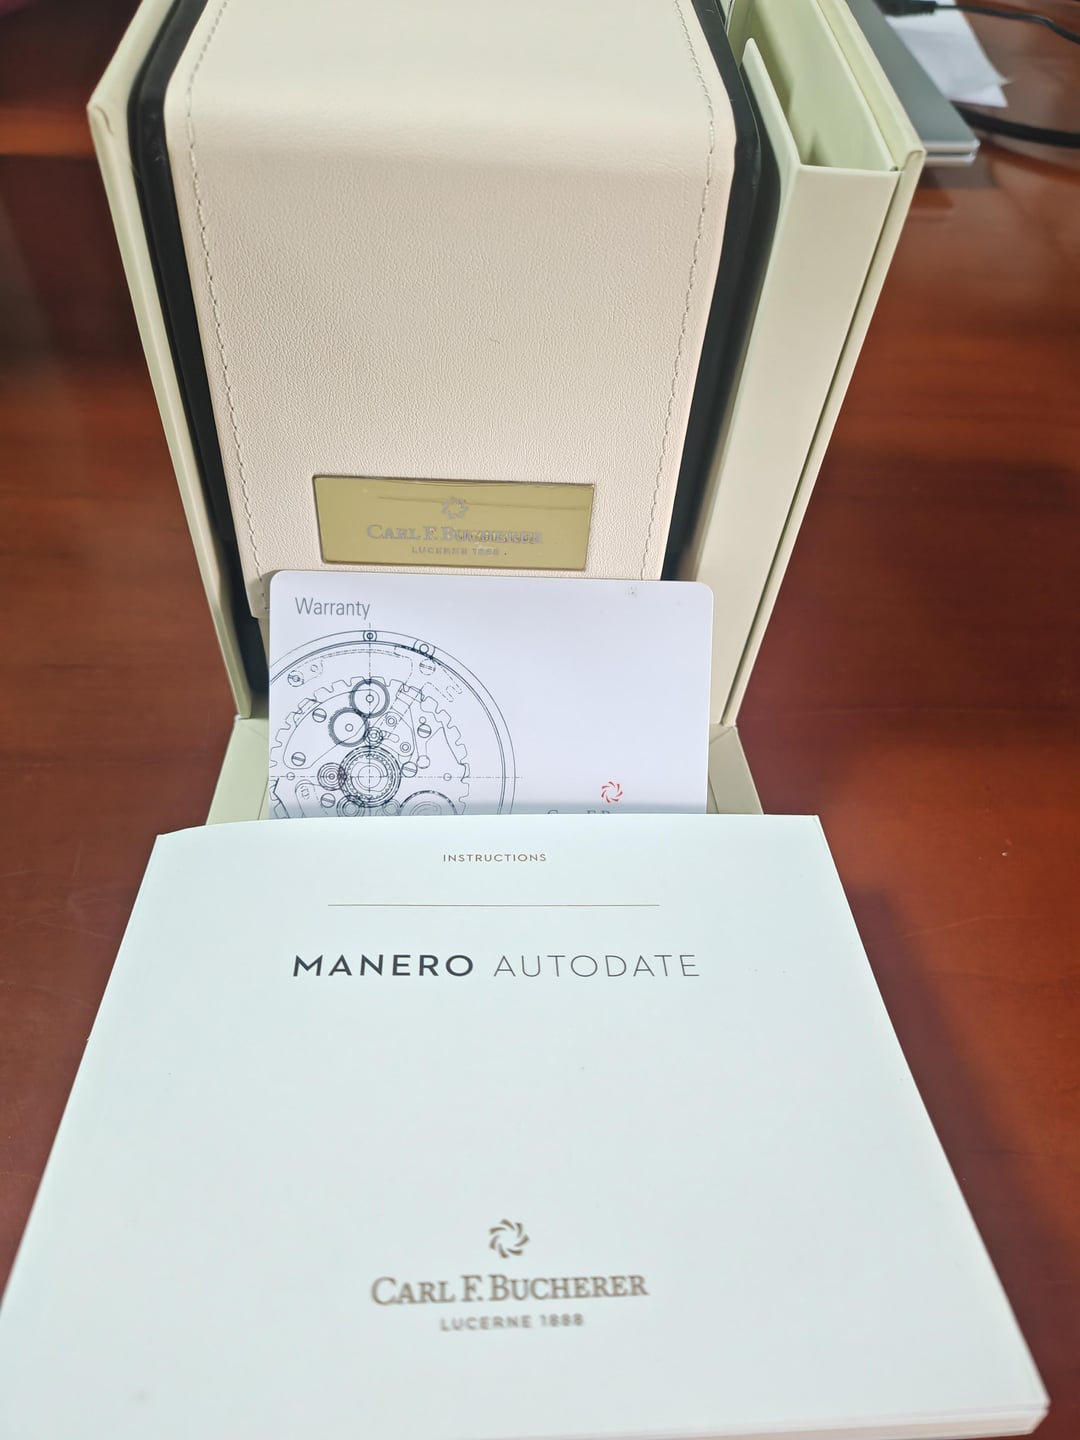 CARL F. BUCHERER
LUCERNE 1888
Warranty
INSTRUCTIONS
MANERO AUTODATE
CARL F. BUCHERER
LUCERNE 1888